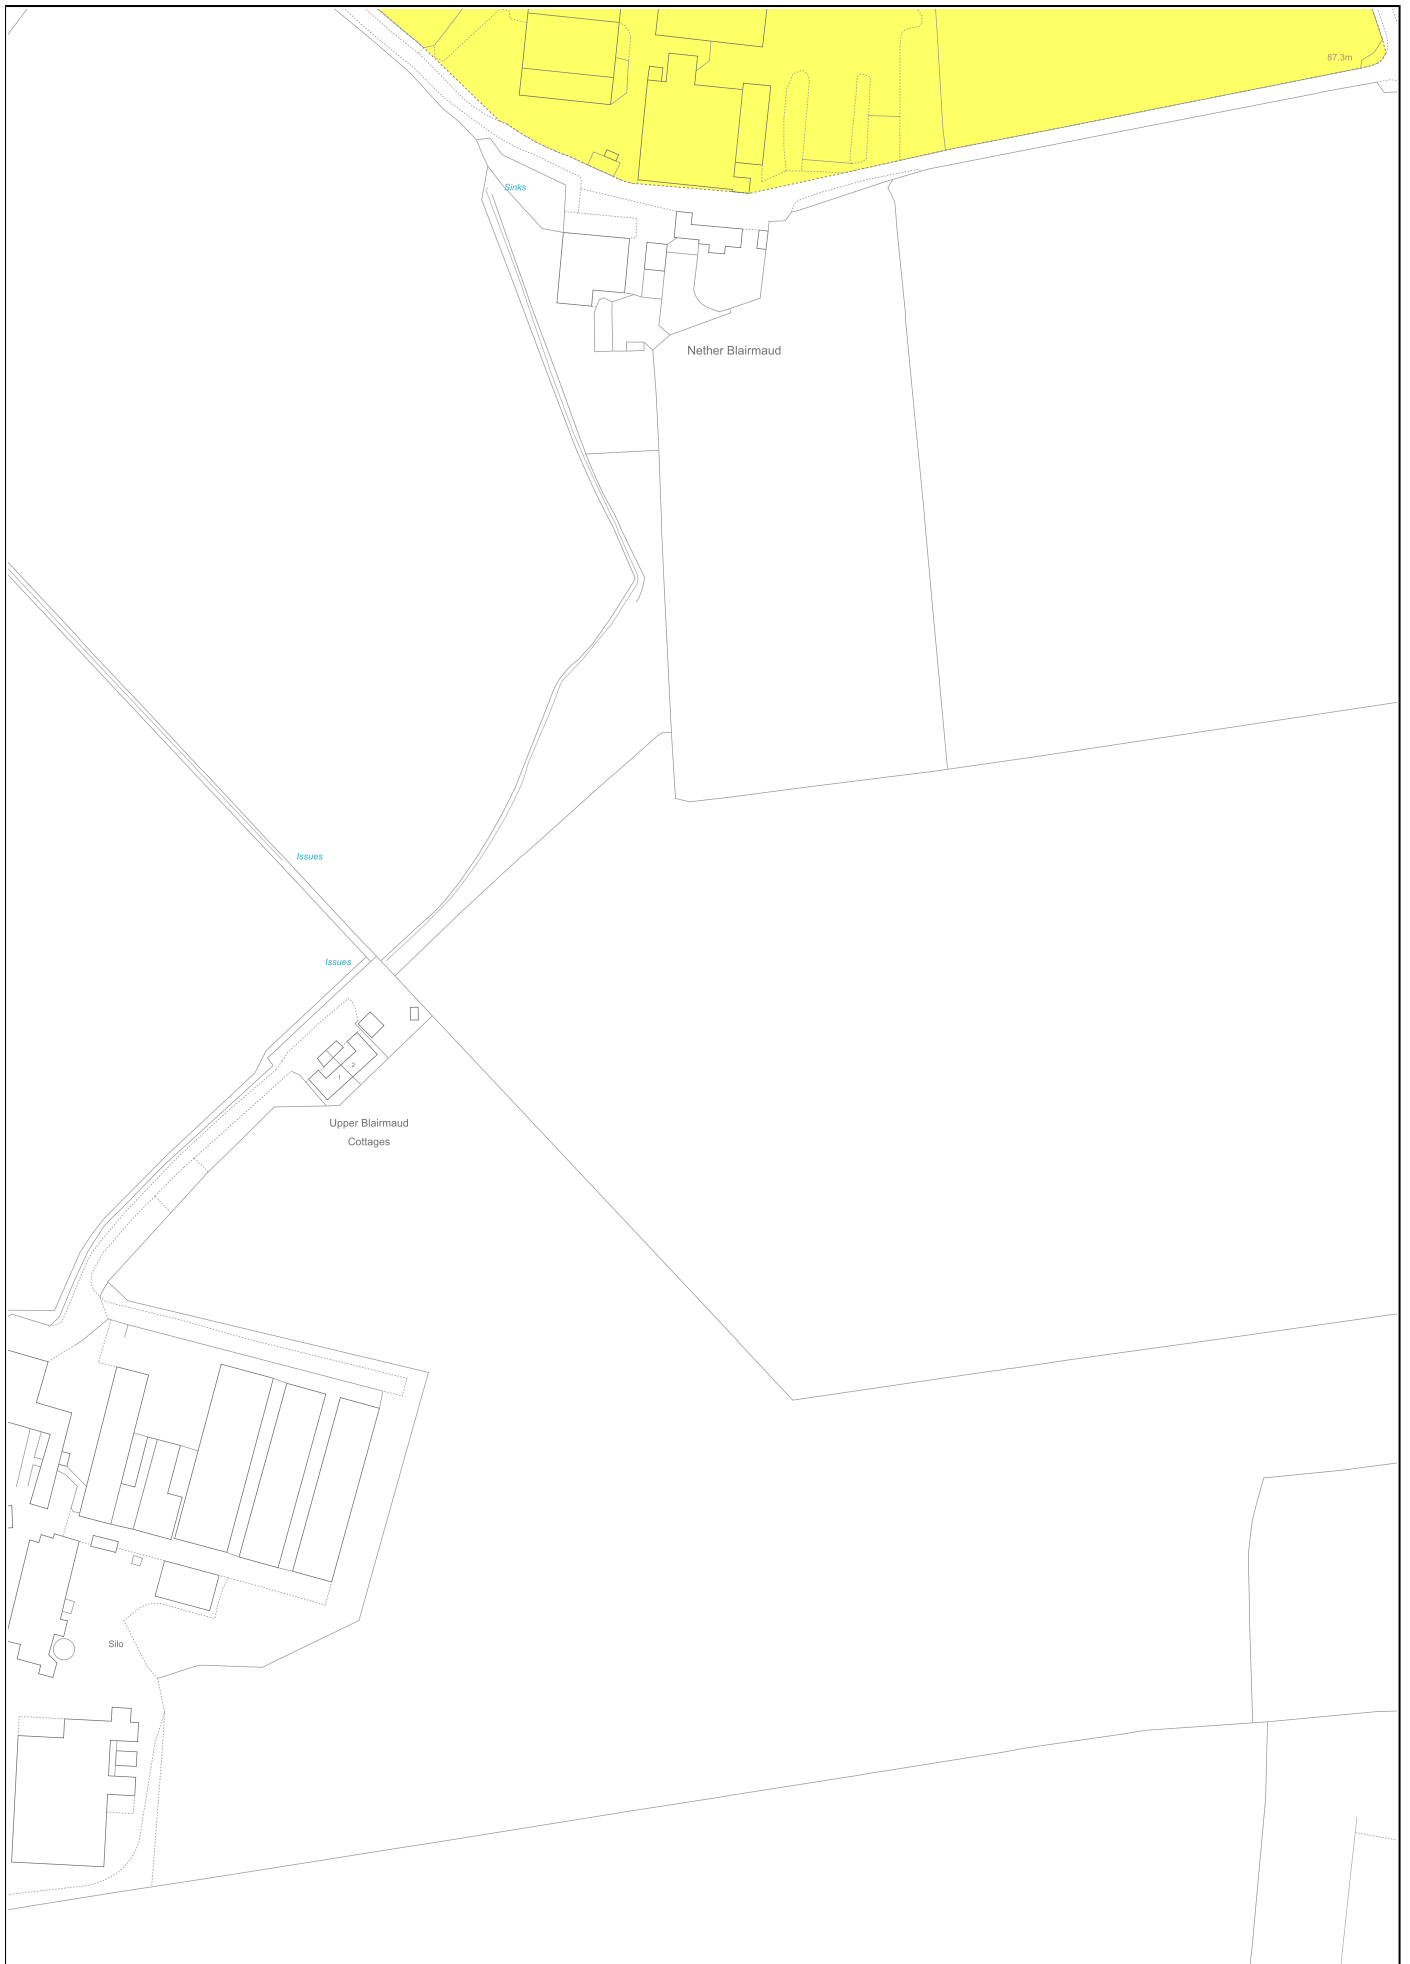 87.3m
Sinks
Nether Blairmaud
Issues
Issues
2
1
Upper Blairmaud
Cottages
Silo